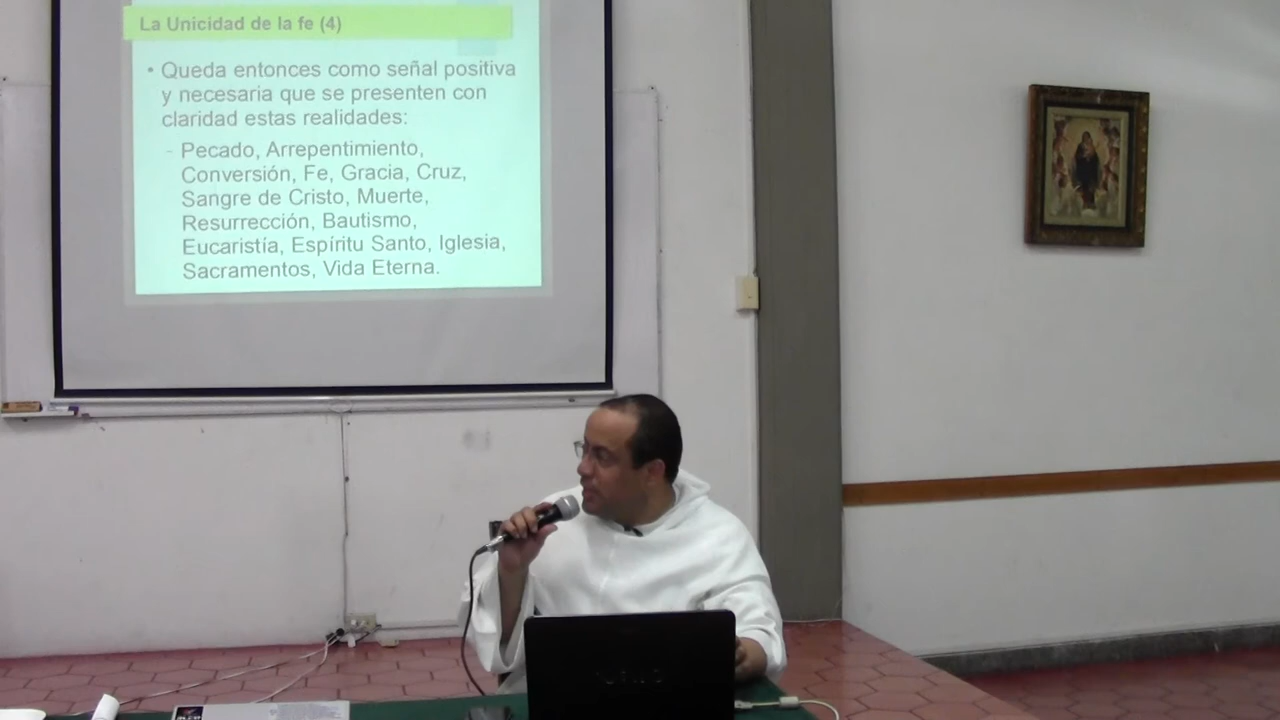 La Unicidad de la fe (4)
• Queda entonces como señal positiva
y necesaria que se presenten con
claridad estas realidades:
– Pecado, Arrepentimiento,
Conversión, Fe, Gracia, Cruz,
Sangre de Cristo, Muerte,
Resurrección, Bautismo,
Eucaristía, Espíritu Santo, Iglesia,
Sacramentos, Vida Eterna.